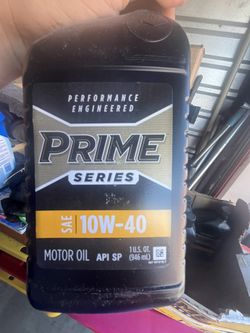 PERFORMANCE
ENGINEERED
PRIME
SERIES
SAE 10W-40
MOTOR OIL API SP 1 U.S. QT.
(946 mL)